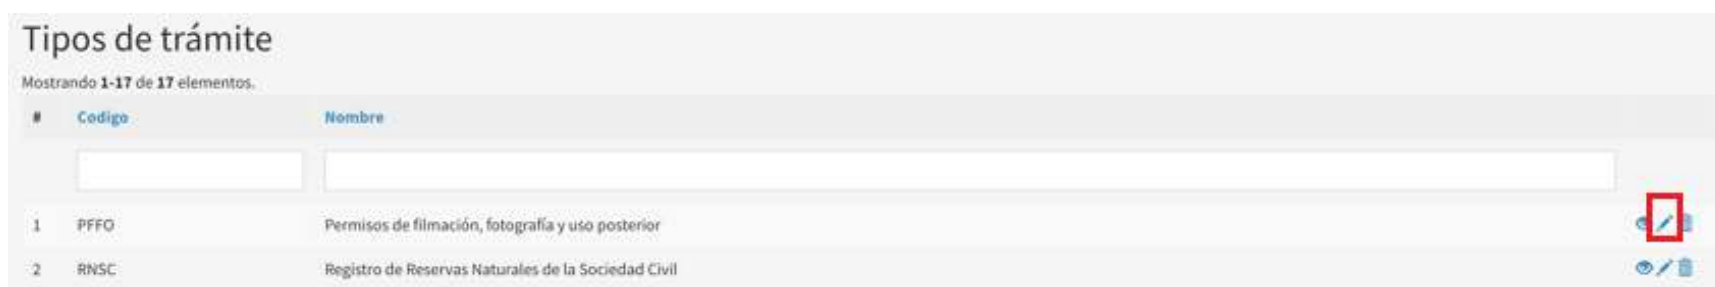 Tipos de trámite
Mostrando 1-17 de 17 elementos.
# Codigo Nombre
1 PFFO Permisos de filmación, fotografía y uso posterior
2 RNSC Registro de Reservas Naturales de la Sociedad Civil